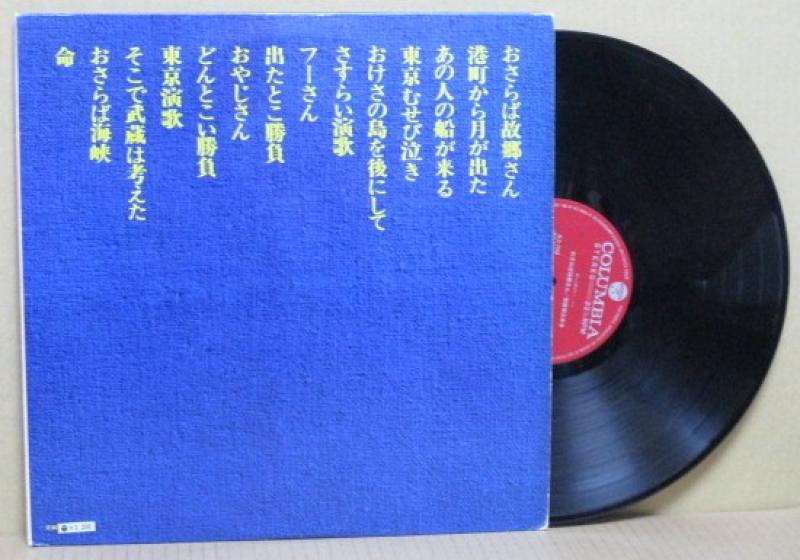 おさらば故郷さん
港町から月が出た
あの人の船が来る
東京むせび泣き
おけさの島を後にして
さすらい演歌
フーさん
出たとこ勝負
おやじさん
どんとこい勝負
東京演歌
そこで武蔵は考えた
おさらば海峡
命
COLUMBIA
STEREO